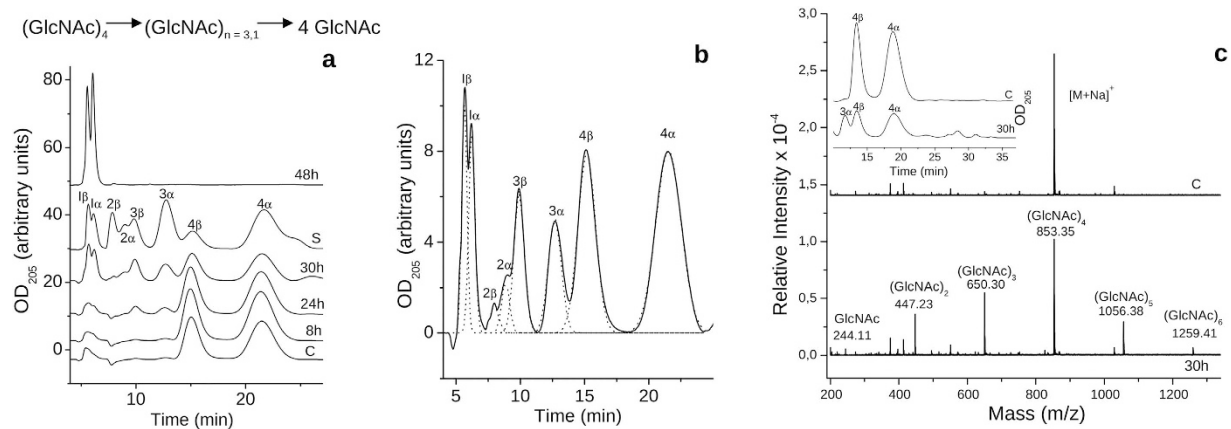 (GlcNAc)4 → (GlcNAc)n = 3,1 → 4 GlcNAc
a
OD205 (arbitrary units)
80
60
40
20
0
48h
Iβ
Iα
2β
2α
3β
3α
4β
4α
S
30h
24h
8h
C
10
15
20
25
Time (min)
b
OD205 (arbitrary units)
12
8
4
0
Iβ
Iα
2β
2α
3β
3α
4β
4α
5
10
15
20
Time (min)
c
Relative Intensity x 10-4
3,0
2,5
2,0
1,5
0,5
0,0
4β
4α
C
3α
4β
4α
30h
OD205
15
20
25
30
35
Time (min)
[M+Na]+
C
(GlcNAc)4
853.35
(GlcNAc)3
650.30
(GlcNAc)2
447.23
(GlcNAc)5
1056.38
(GlcNAc)6
1259.41
GlcNAc
244.11
30h
200
400
600
800
1000
1200
Mass (m/z)